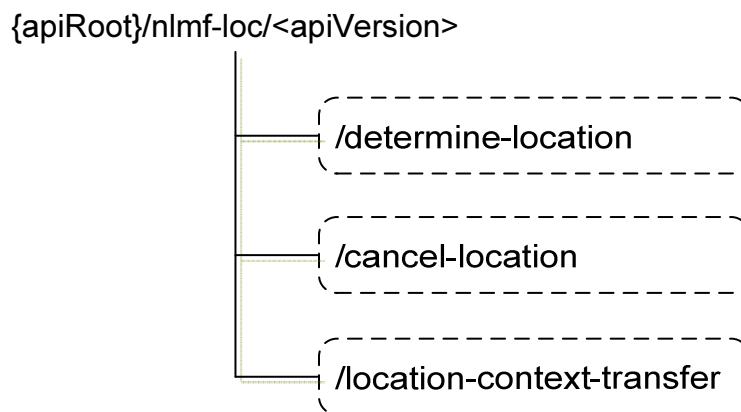 {apiRoot}/nlmf-loc/<apiVersion>
/determine-location
/cancel-location
/location-context-transfer